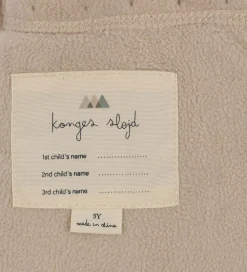 konges sløjd
1st child's name ................
2nd child's name ................
3rd child's name ................
3Y
made in china